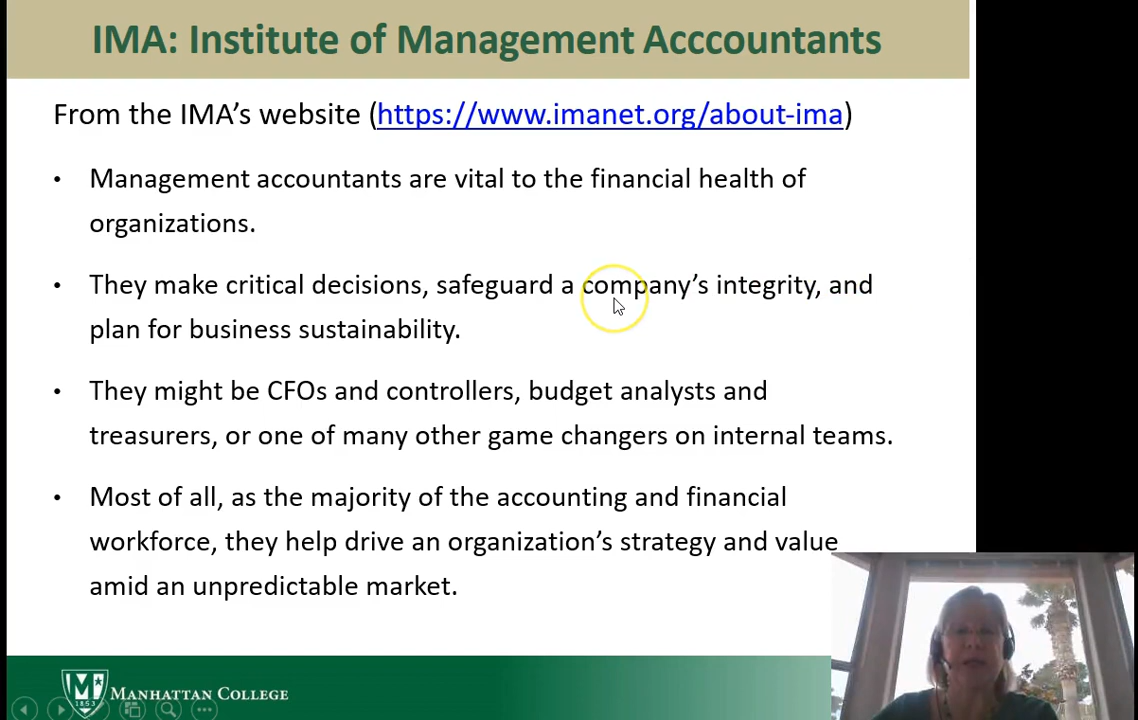 IMA: Institute of Management Acccountants
From the IMA’s website (https://www.imanet.org/about-ima)
• Management accountants are vital to the financial health of
organizations.
• They make critical decisions, safeguard a company’s integrity, and
plan for business sustainability.
• They might be CFOs and controllers, budget analysts and
treasurers, or one of many other game changers on internal teams.
• Most of all, as the majority of the accounting and financial
workforce, they help drive an organization’s strategy and value
amid an unpredictable market.
M
1853
MANHATTAN COLLEGE